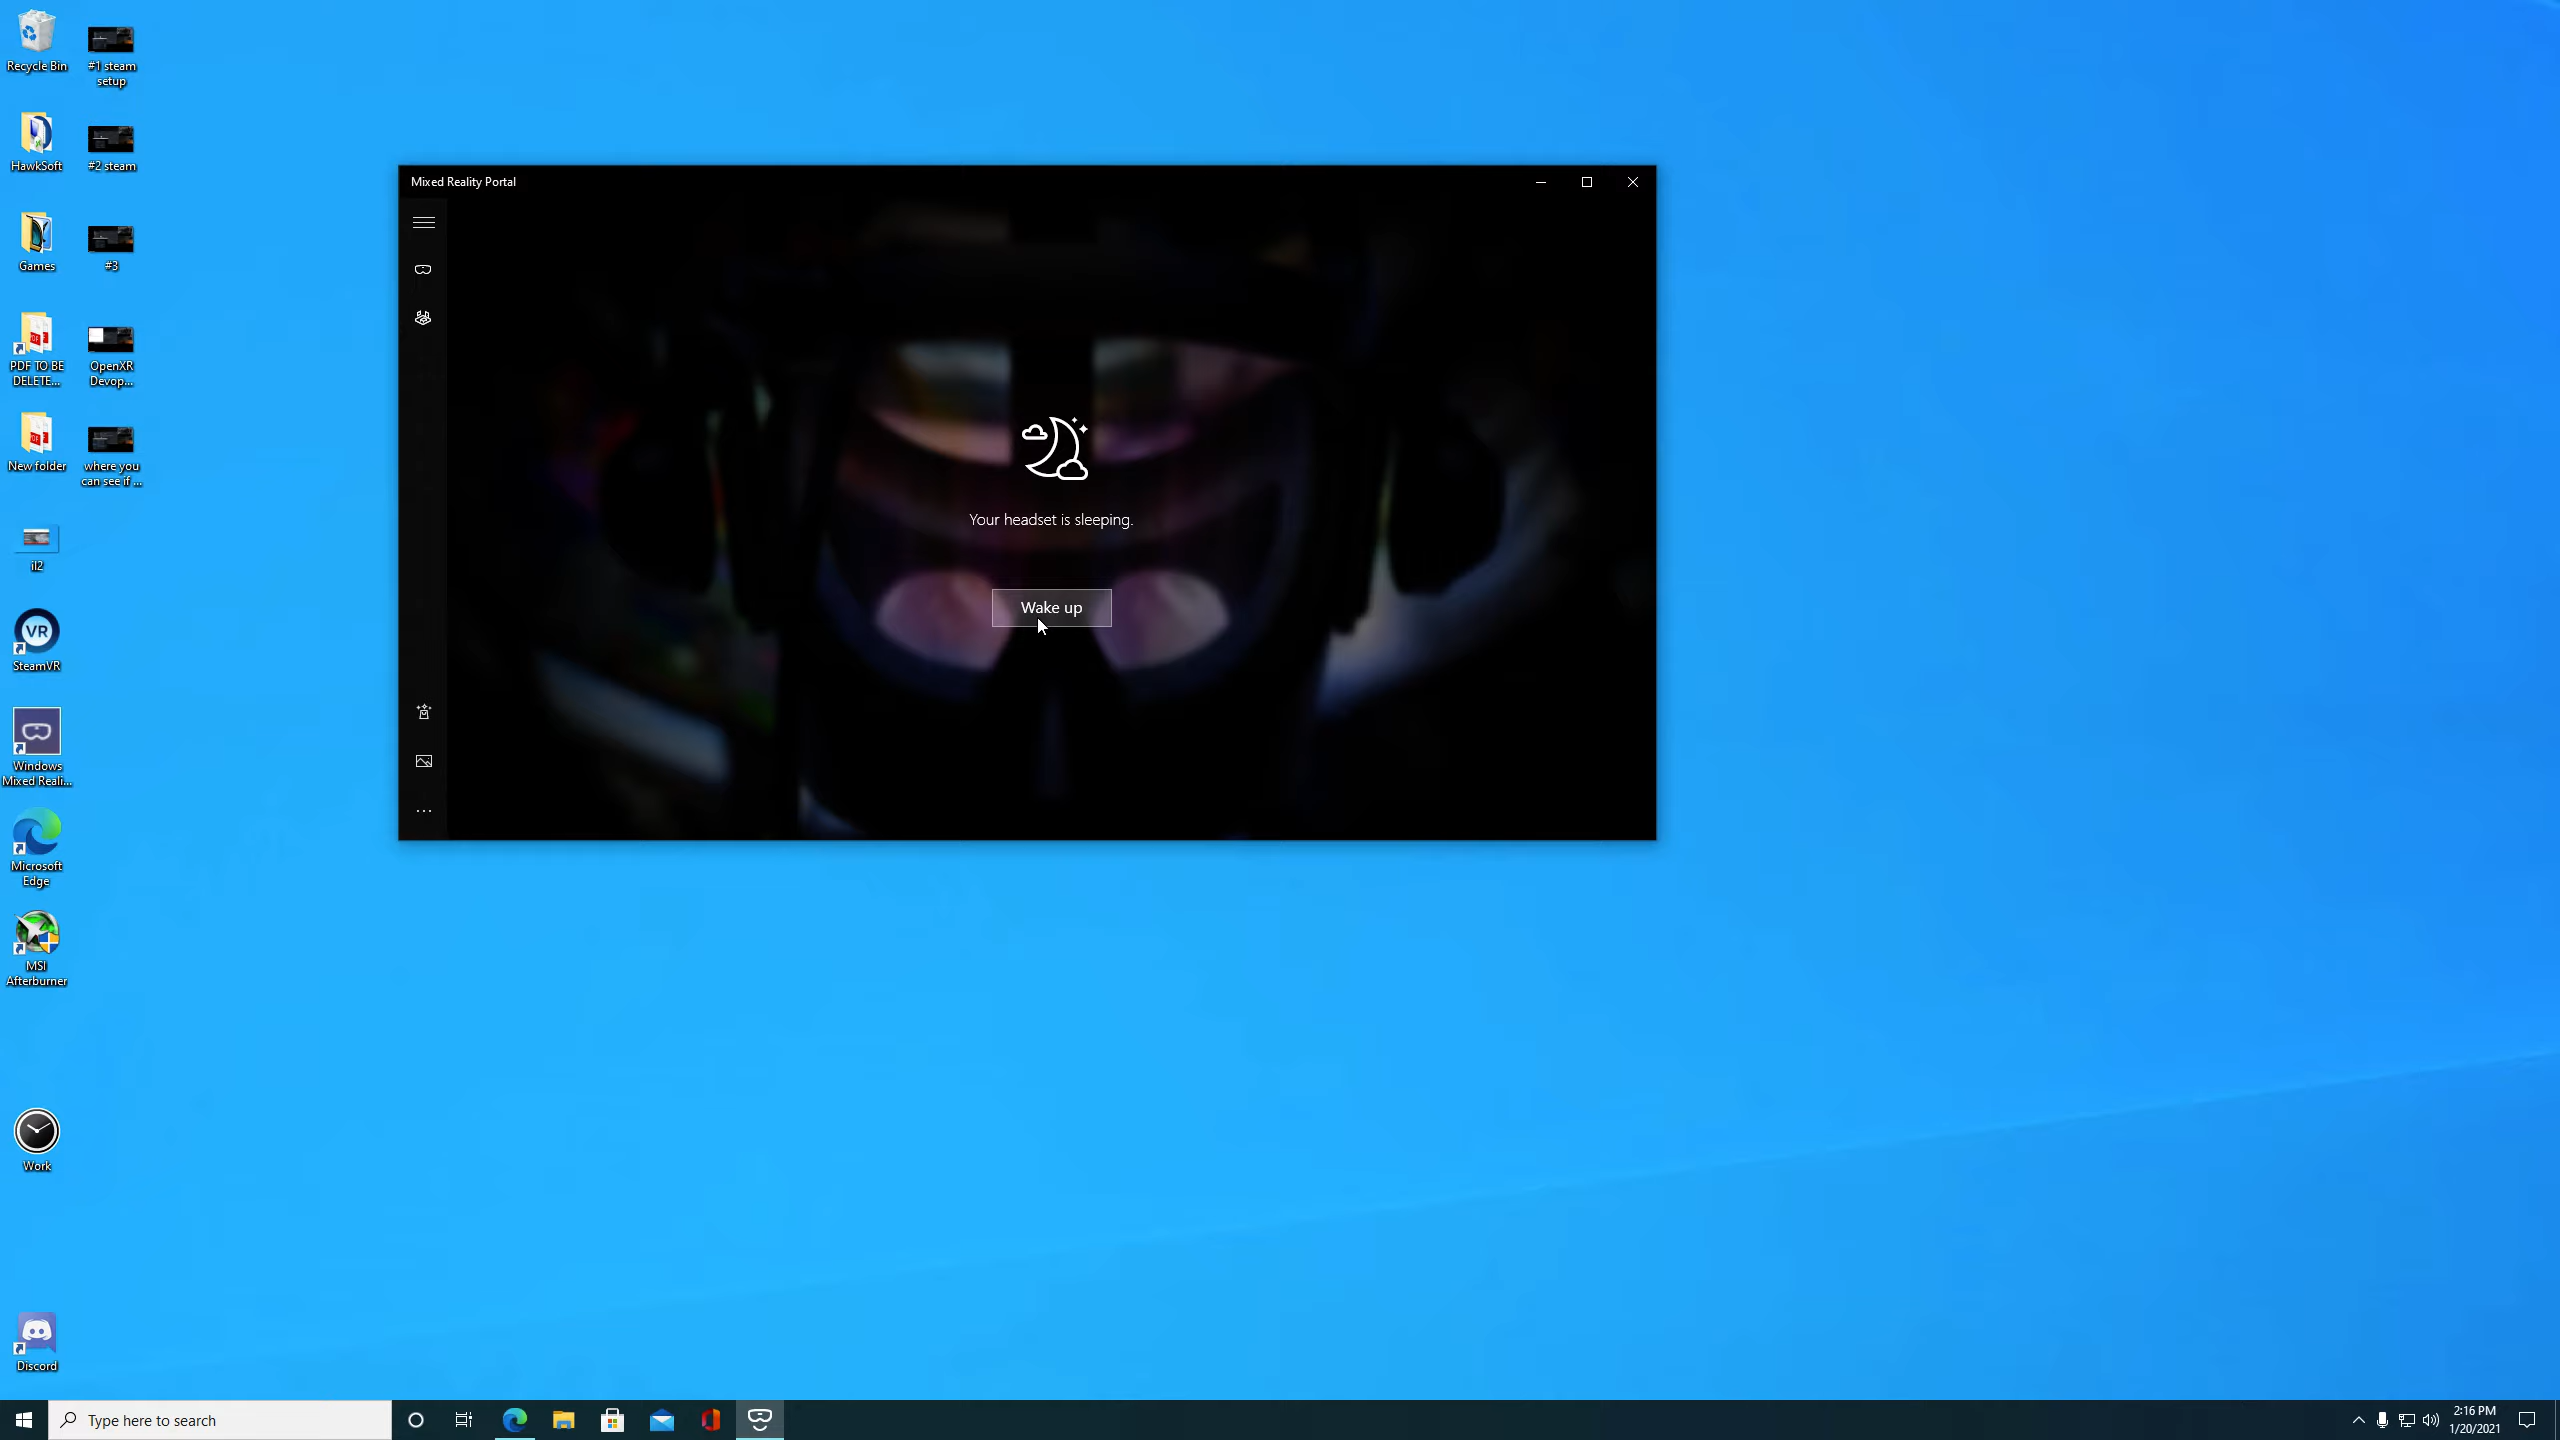 Recycle Bin
#1 steam
setup
HawkSoft
#2 steam
Games
#3
PDF TO BE
DELETE...
OpenXR
Devop...
New folder
where you
can see if ...
il2
VR
SteamVR
Windows
Mixed Reali...
Microsoft
Edge
MSI
Afterburner
Work
Discord
Mixed Reality Portal
Your headset is sleeping.
Wake up
Type here to search
2:16 PM
1/20/2021